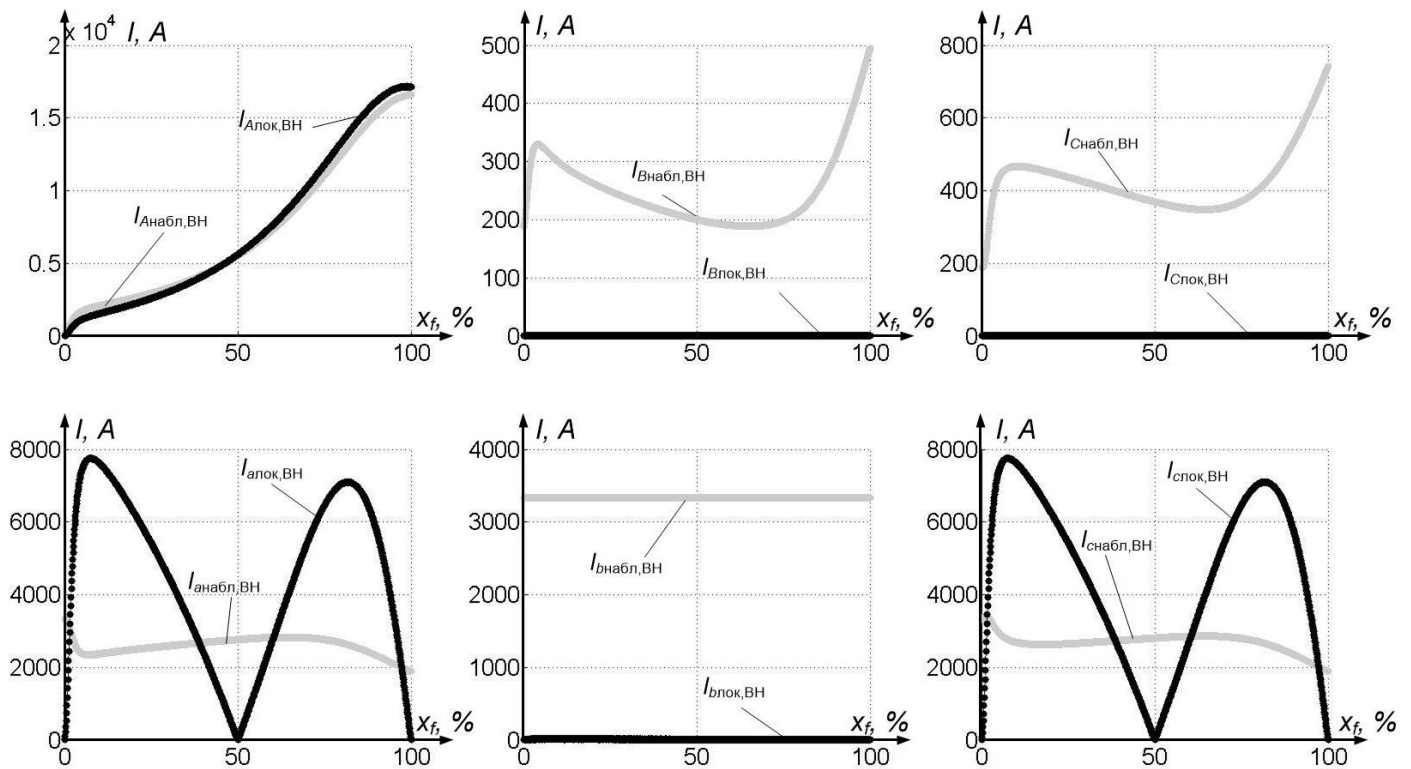 x 10⁴ I, A
2
1.5
1
0.5
0
0 50 100
x_f, %
I_Aлок,ВН
I_Aнабл,ВН
I, A
500
400
300
200
100
0
0 50 100
x_f, %
I_Bнабл,ВН
I_Bлок,ВН
I, A
800
600
400
200
0
0 50 100
x_f, %
I_Cнабл,ВН
I_Cлок,ВН
I, A
8000
6000
4000
2000
0
0 50 100
x_f, %
I_aлок,ВН
I_aнабл,ВН
I, A
4000
3000
2000
1000
0
0 50 100
x_f, %
I_bнабл,ВН
I_bлок,ВН
I, A
8000
6000
4000
2000
0
0 50 100
x_f, %
I_cлок,ВН
I_cнабл,ВН